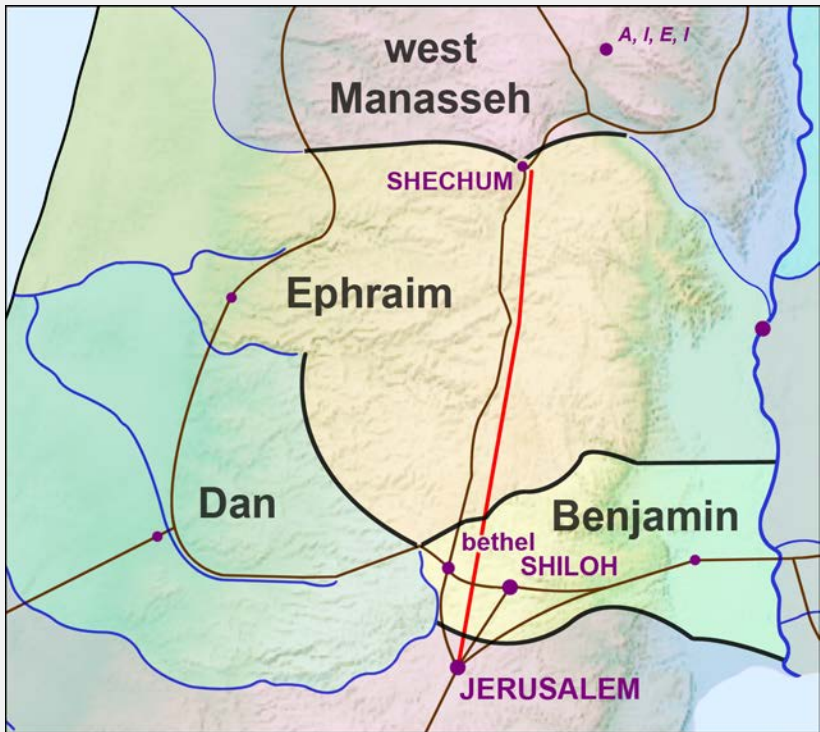 A, I, E, I
west
Manasseh
SHECHUM
Ephraim
Dan
Benjamin
bethel
SHILOH
JERUSALEM